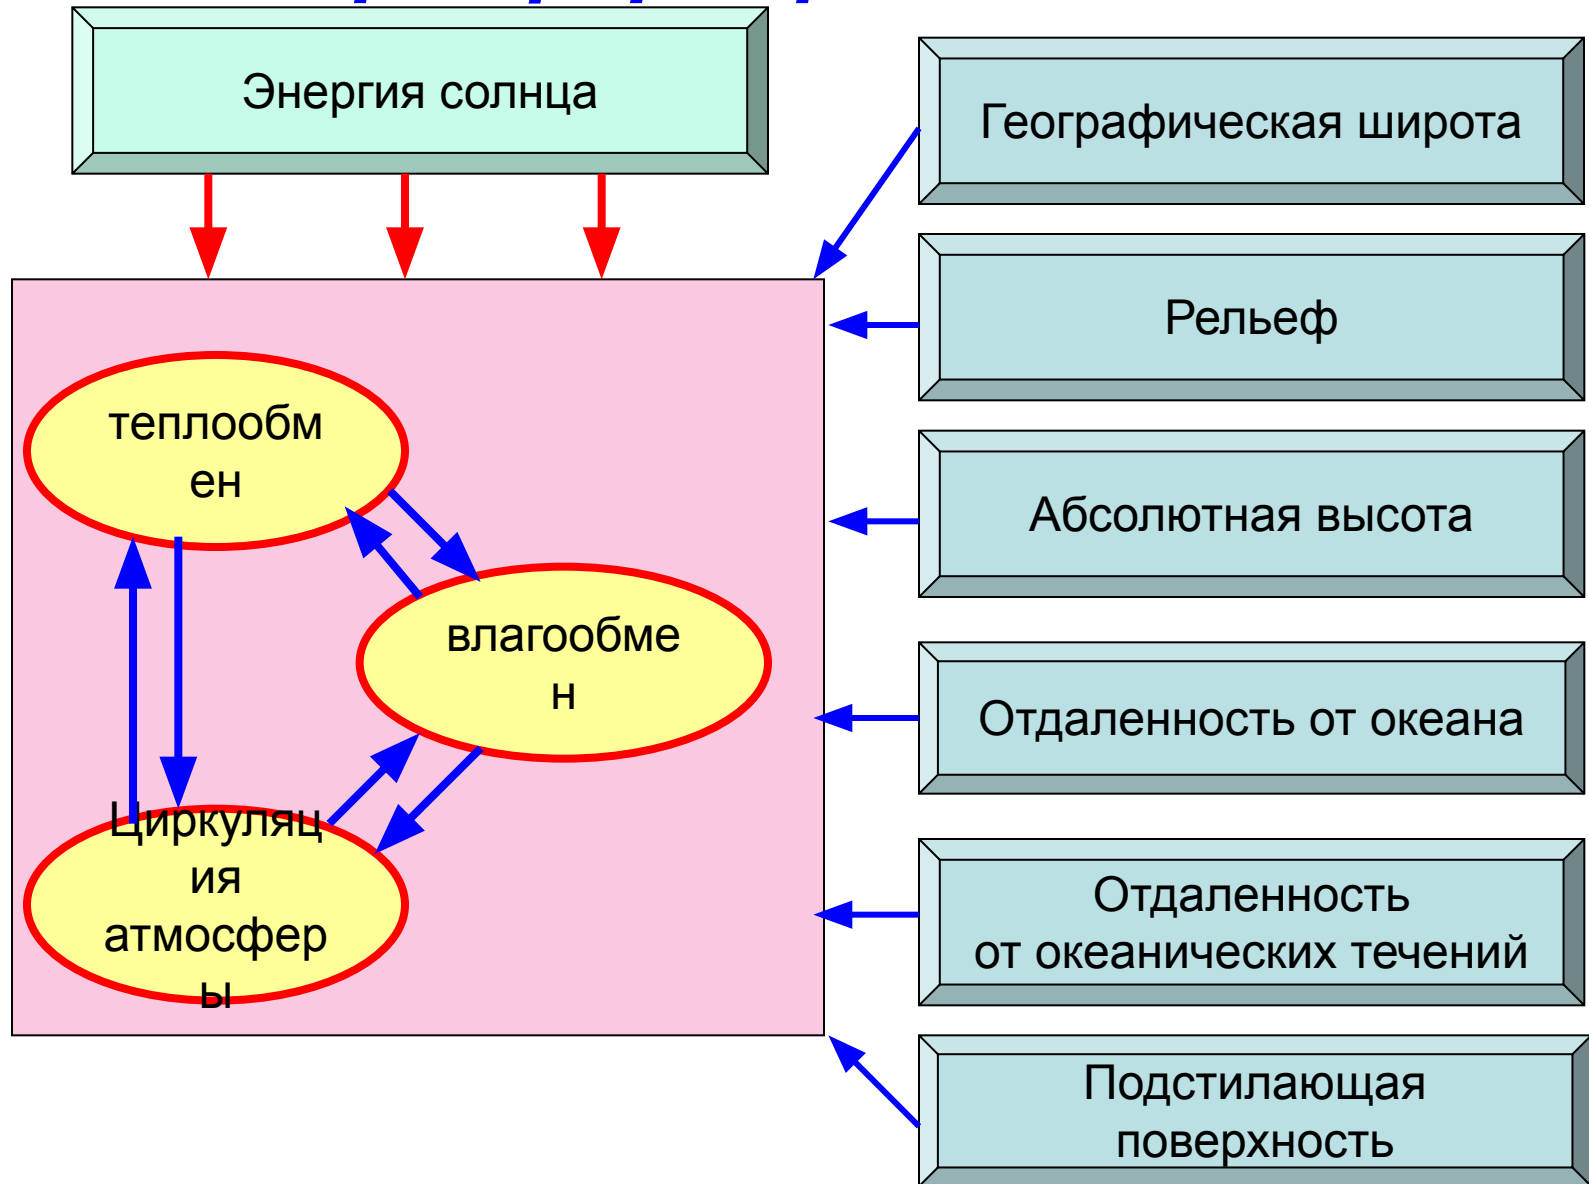 Энергия солнца
Географическая широта
Рельеф
Абсолютная высота
Отдаленность от океана
Отдаленность
от океанических течений
Подстилающая
поверхность
теплообм
ен
влагообме
н
Циркуляц
ия
атмосфер
ы